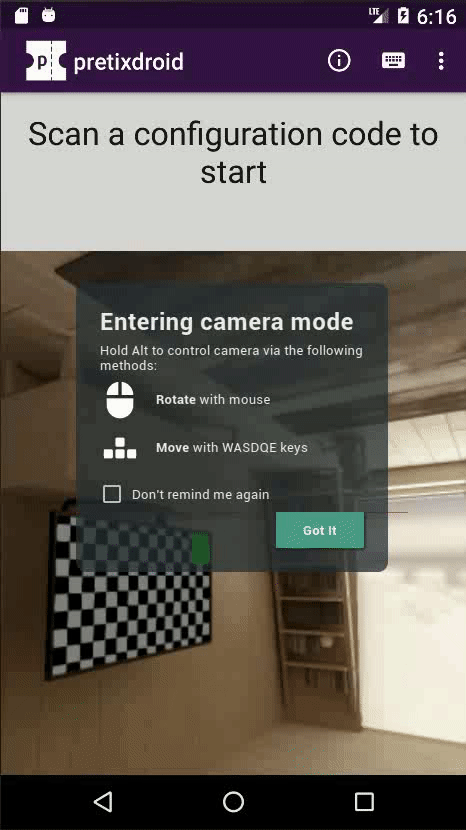 LTE 6:16
p pretixdroid
Scan a configuration code to
start
Entering camera mode
Hold Alt to control camera via the following
methods:
Rotate with mouse
Move with WASDQE keys
Don't remind me again
Got It